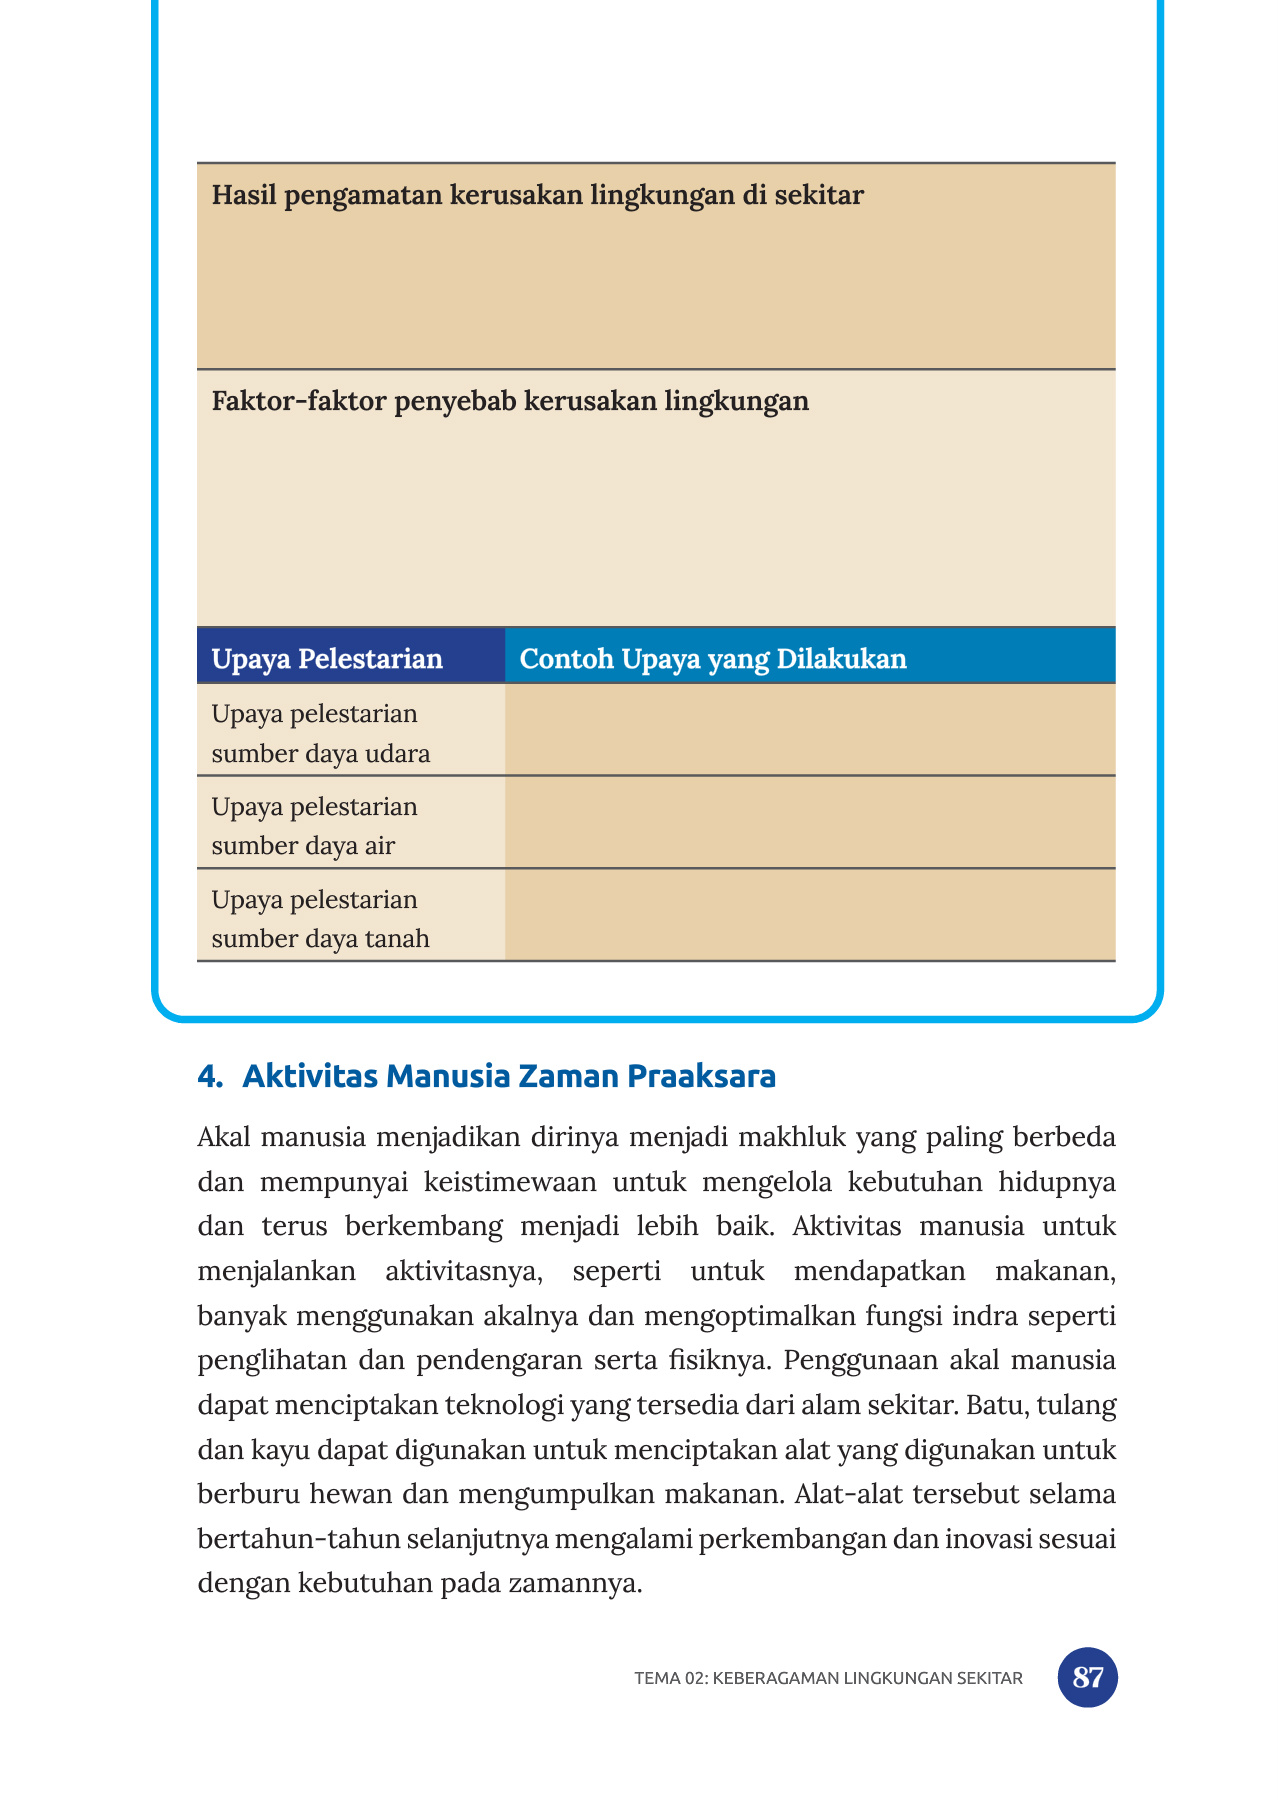 Hasil pengamatan kerusakan lingkungan di sekitar
Faktor-faktor penyebab kerusakan lingkungan
Upaya Pelestarian
Contoh Upaya yang Dilakukan
Upaya pelestarian
sumber daya udara
Upaya pelestarian
sumber daya air
Upaya pelestarian
sumber daya tanah
4. Aktivitas Manusia Zaman Praaksara
Akal manusia menjadikan dirinya menjadi makhluk yang paling berbeda
dan mempunyai keistimewaan untuk mengelola kebutuhan hidupnya
dan terus berkembang menjadi lebih baik. Aktivitas manusia untuk
menjalankan aktivitasnya, seperti untuk mendapatkan makanan,
banyak menggunakan akalnya dan mengoptimalkan fungsi indra seperti
penglihatan dan pendengaran serta fisiknya. Penggunaan akal manusia
dapat menciptakan teknologi yang tersedia dari alam sekitar. Batu, tulang
dan kayu dapat digunakan untuk menciptakan alat yang digunakan untuk
berburu hewan dan mengumpulkan makanan. Alat-alat tersebut selama
bertahun-tahun selanjutnya mengalami perkembangan dan inovasi sesuai
dengan kebutuhan pada zamannya.
TEMA 02: KEBERAGAMAN LINGKUNGAN SEKITAR
87